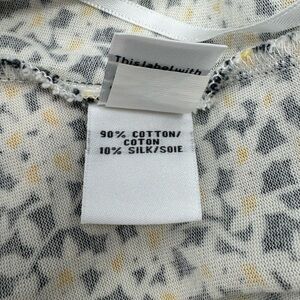 This label with
90% COTTON/
COTON
10% SILK/SOIE